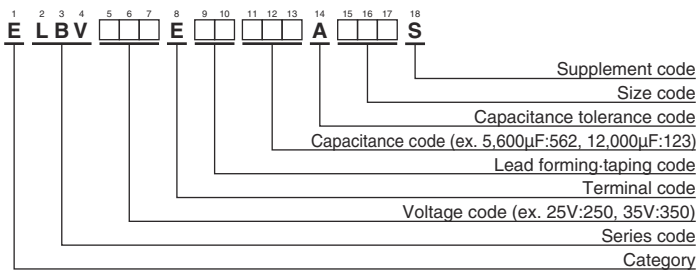 1 2 3 4 5 6 7 8 9 10 11 12 13 14 15 16 17 18
E L B V E A S
Supplement code
Size code
Capacitance tolerance code
Capacitance code (ex. 5,600μF:562, 12,000μF:123)
Lead forming·taping code
Terminal code
Voltage code (ex. 25V:250, 35V:350)
Series code
Category